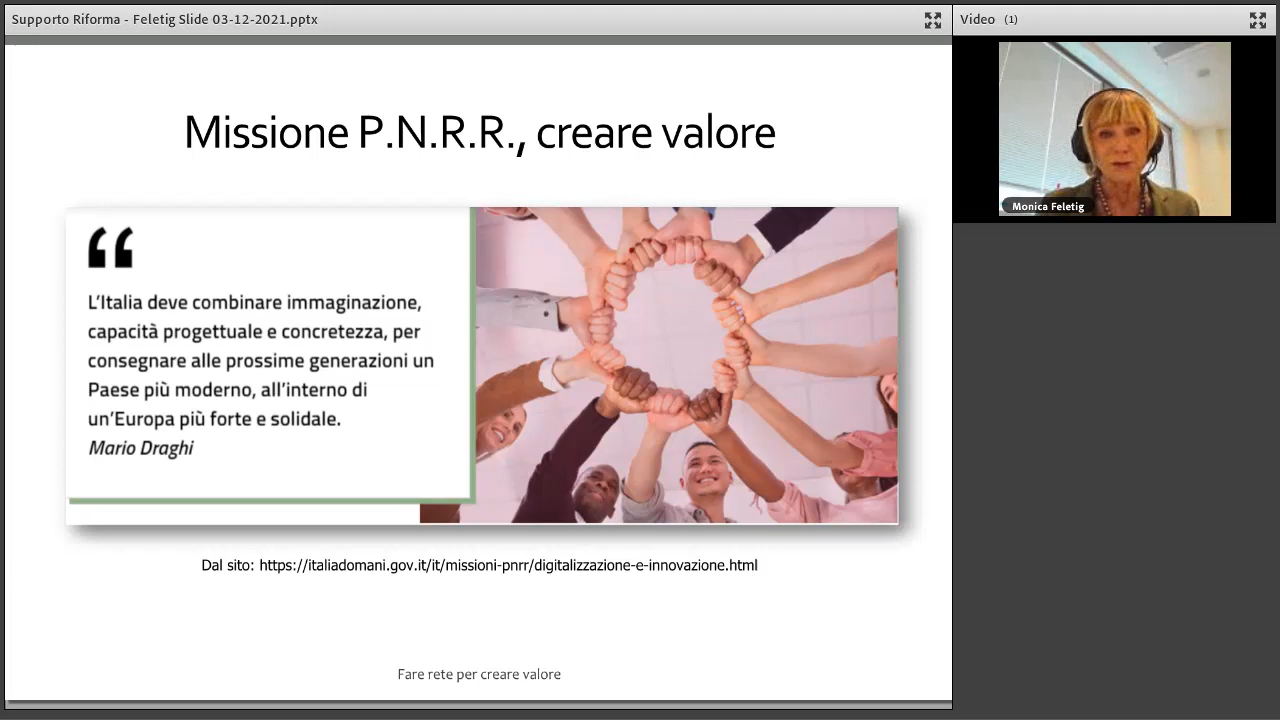 Supporto Riforma - Feletig Slide 03-12-2021.pptx
Video (1)
Missione P.N.R.R., creare valore
“
L’Italia deve combinare immaginazione,
capacità progettuale e concretezza, per
consegnare alle prossime generazioni un
Paese più moderno, all’interno di
un’Europa più forte e solidale.
Mario Draghi
Monica Feletig
Dal sito: https://italiadomani.gov.it/it/missioni-pnrr/digitalizzazione-e-innovazione.html
Fare rete per creare valore